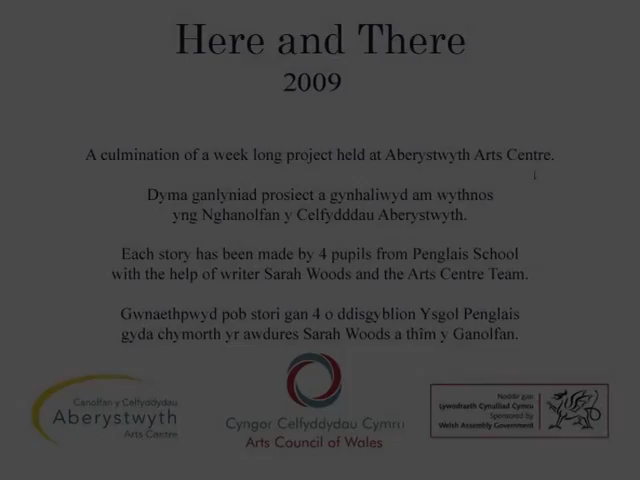 Here and There
2009
A culmination of a week long project held at Aberystwyth Arts Centre.
Dyma ganlyniad prosiect a gynhaliwyd am wythnos
yng Nghanolfan y Celfydddau Aberystwyth.
Each story has been made by 4 pupils from Penglais School
with the help of writer Sarah Woods and the Arts Centre Team.
Gwnaethpwyd pob stori gan 4 o ddisgyblion Ysgol Penglais
gyda chymorth yr awdures Sarah Woods a thîm y Ganolfan.
Canolfan y Celfyddydau
Aberystwyth
Arts Centre
Cyngor Celfyddydau Cymru
Arts Council of Wales
Noddir gan
Lywodraeth Cynulliad Cymru
Sponsored by
Welsh Assembly Government